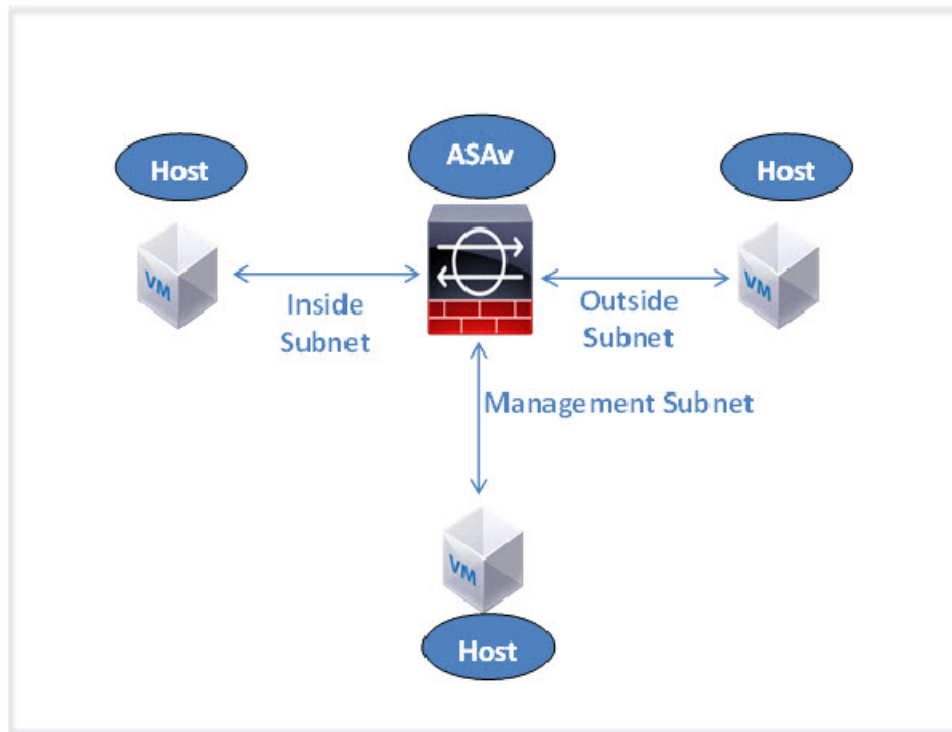 Host
ASAv
Host
VM
VM
Inside
Subnet
Outside
Subnet
Management Subnet
VM
Host